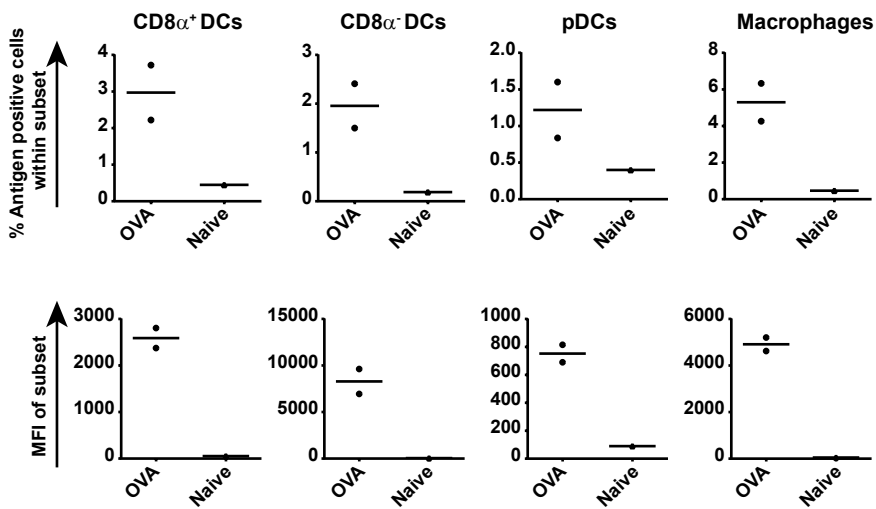 CD8α+ DCs
CD8α- DCs
pDCs
Macrophages
% Antigen positive cells
within subset
4
3
2
1
0
OVA
Naive
3
2
1
0
OVA
Naive
2.0
1.5
1.0
0.5
0.0
OVA
Naive
8
6
4
2
0
OVA
Naive
MFI of subset
3000
2000
1000
0
OVA
Naive
15000
10000
5000
0
OVA
Naive
1000
800
600
400
200
0
OVA
Naive
6000
4000
2000
0
OVA
Naive